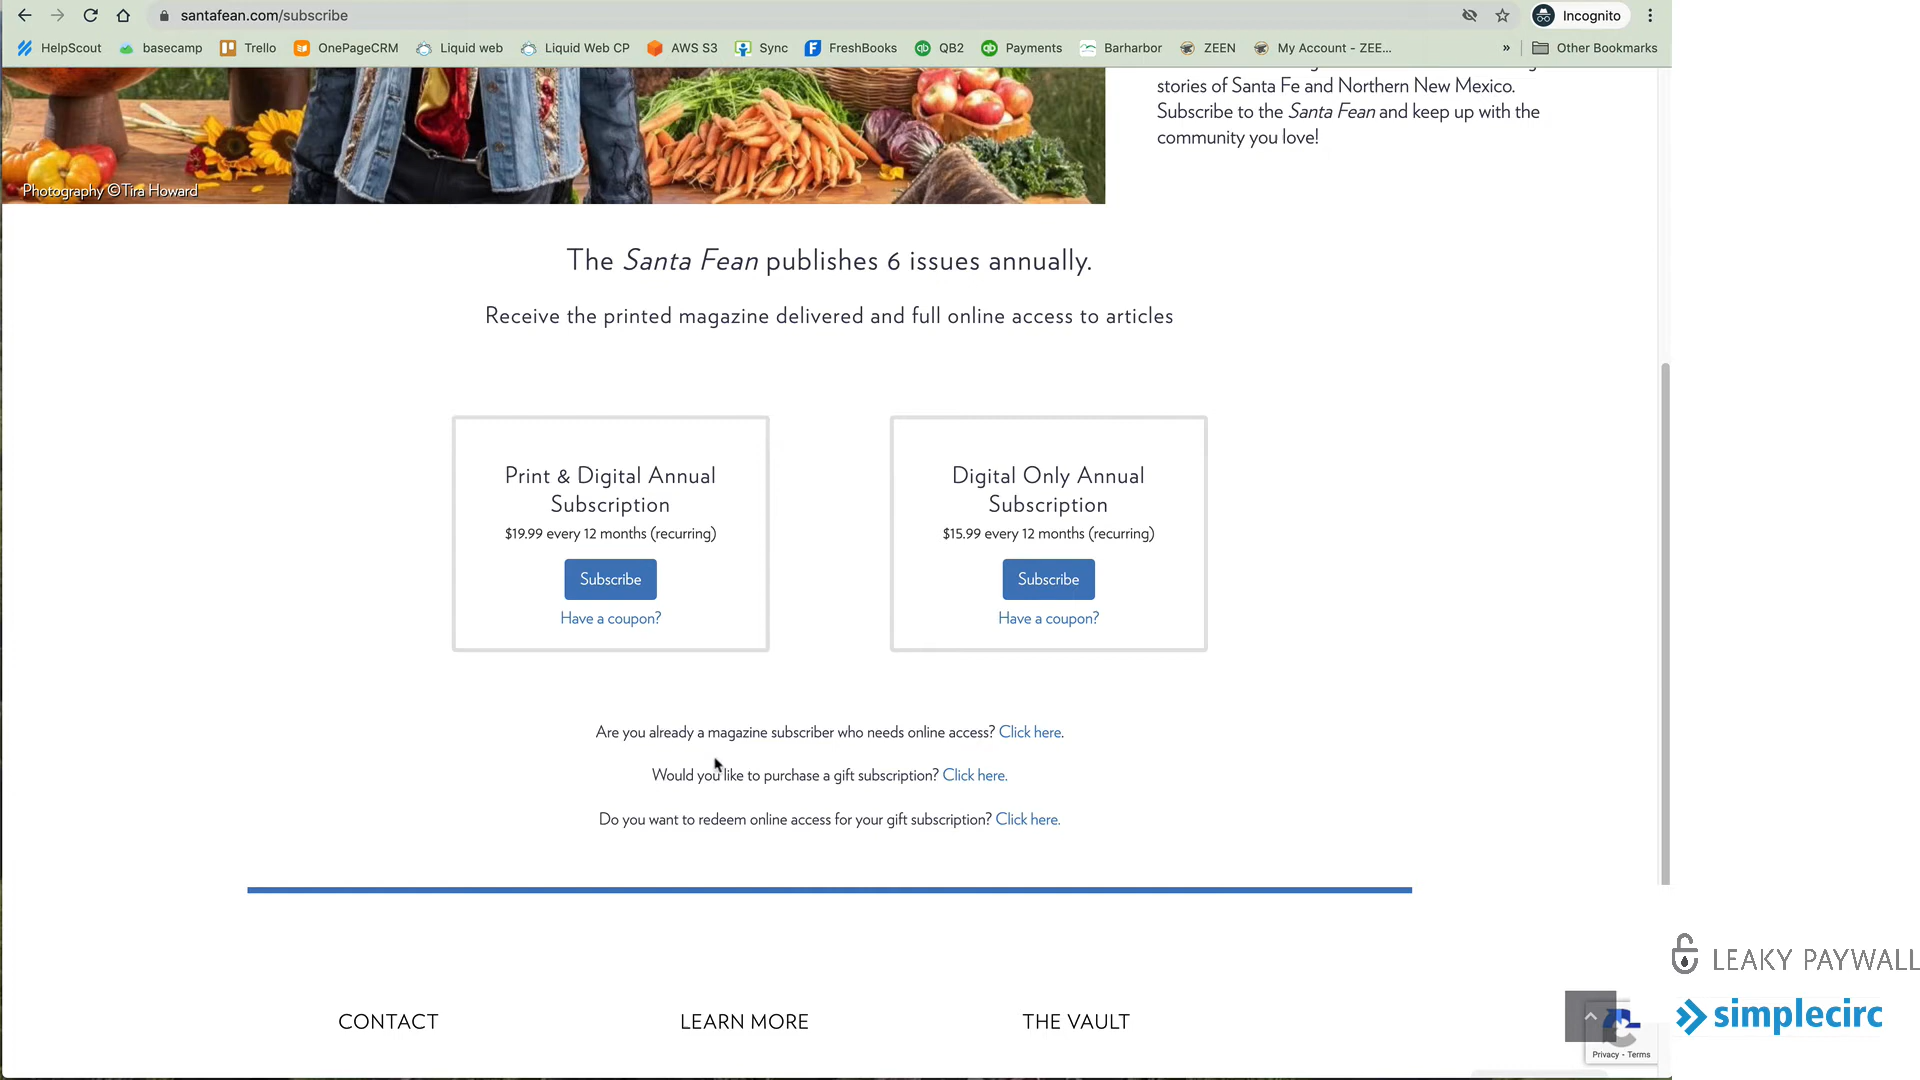 santafean.com/subscribe
Incognito
HelpScout
basecamp
Trello
OnePageCRM
Liquid web
Liquid Web CP
AWS S3
Sync
FreshBooks
QB2
Payments
Barharbor
ZEEN
My Account - ZEE...
»
Other Bookmarks
stories of Santa Fe and Northern New Mexico.
Subscribe to the Santa Fean and keep up with the
community you love!
Photography ©Tira Howard
The Santa Fean publishes 6 issues annually.
Receive the printed magazine delivered and full online access to articles
Print & Digital Annual
Subscription
$19.99 every 12 months (recurring)
Subscribe
Have a coupon?
Digital Only Annual
Subscription
$15.99 every 12 months (recurring)
Subscribe
Have a coupon?
Are you already a magazine subscriber who needs online access? Click here.
Would you like to purchase a gift subscription? Click here.
Do you want to redeem online access for your gift subscription? Click here.
CONTACT
LEARN MORE
THE VAULT
Privacy - Terms
LEAKY PAYWALL
simplecirc